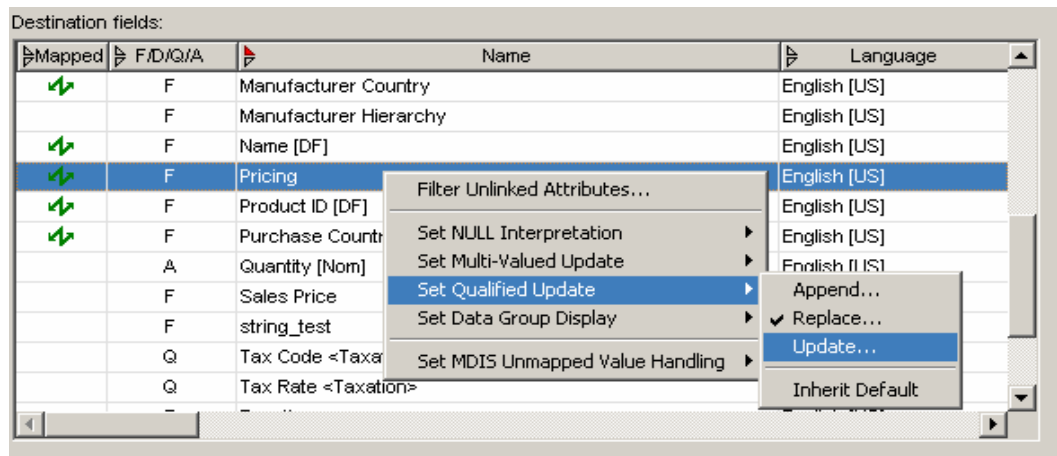 Destination fields:
Mapped F/D/Q/A Name Language
F Manufacturer Country English [US]
F Manufacturer Hierarchy English [US]
F Name [DF] English [US]
F Pricing English [US]
F Product ID [DF] English [US]
F Purchase Countr English [US]
A Quantity [Nom] English [US]
F Sales Price
F string_test
Q Tax Code <Taxa
Q Tax Rate <Taxation>
Filter Unlinked Attributes...
Set NULL Interpretation
Set Multi-Valued Update
Set Qualified Update
Set Data Group Display
Set MDIS Unmapped Value Handling
Append...
Replace...
Update...
Inherit Default